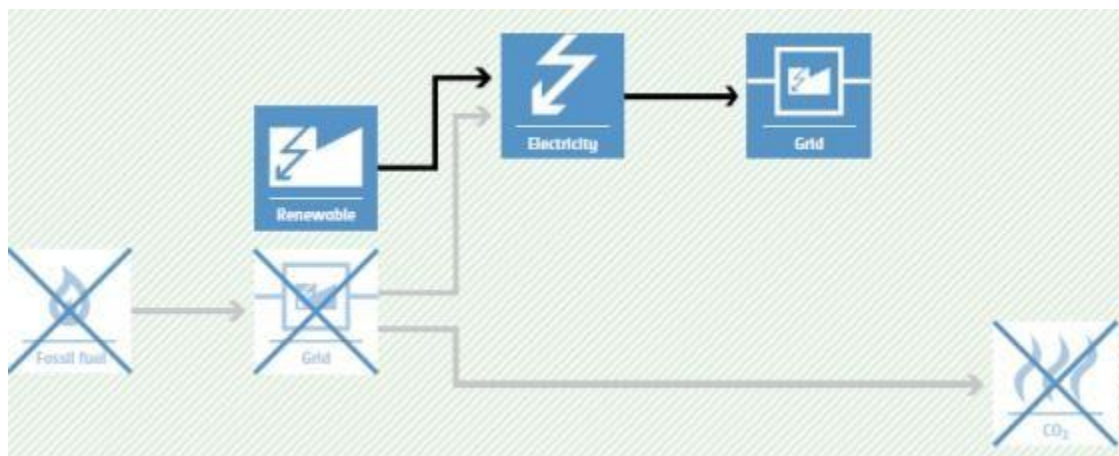 Electricity
Grid
Renewable
Fossil fuel
Grid
CO₂